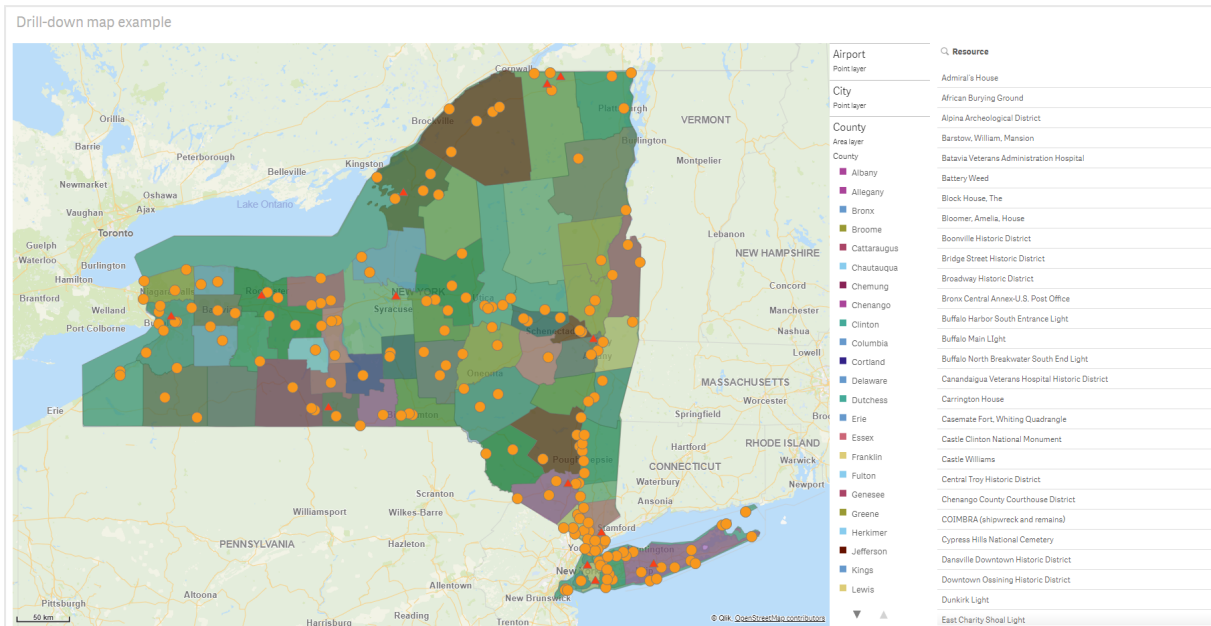 Drill-down map example
Cornwall
Orillia
Brockville
VERMONT
Barrie
Burlington
Peterborough
Kingston
Montpelier
Belleville
Newmarket
Oshawa
Lake Ontario
Vaughan
Ajax
Toronto
Lebanon
Guelph
NEW HAMPSHIRE
Waterloo
Burlington
Hamilton
Concord
Brantford
NEW YORK
Welland
Syracuse
Manchester
Port Colborne
Nashua
Lowell
Oneonta
MASSACHUSETTS
Erie
Worcester
Springfield
Hartford
RHODE ISLAND
Warwick
CONNECTICUT
Waterbury
Newport
Scranton
Ansonia
Williamsport
Wilkes-Barre
Stamford
PENNSYLVANIA
Hazleton
Allentown
Altoona
New Brunswick
Pittsburgh
Reading
Trenton
Harrisburg
50 km
© Qlik, OpenStreetMap contributors
Airport
Point layer
City
Point layer
County
Area layer
County
Albany
Allegany
Bronx
Broome
Cattaraugus
Chautauqua
Chemung
Chenango
Clinton
Columbia
Cortland
Delaware
Dutchess
Erie
Essex
Franklin
Fulton
Genesee
Greene
Herkimer
Jefferson
Kings
Lewis
Resource
Admiral's House
African Burying Ground
Alpina Archeological District
Barstow, William, Mansion
Batavia Veterans Administration Hospital
Battery Weed
Block House, The
Bloomer, Amelia, House
Boonville Historic District
Bridge Street Historic District
Broadway Historic District
Bronx Central Annex-U.S. Post Office
Buffalo Harbor South Entrance Light
Buffalo Main LIght
Buffalo North Breakwater South End Light
Canandaigua Veterans Hospital Historic District
Carrington House
Casemate Fort, Whiting Quadrangle
Castle Clinton National Monument
Castle Williams
Central Troy Historic District
Chenango County Courthouse District
COIMBRA (shipwreck and remains)
Cypress Hills National Cemetery
Dansville Downtown Historic District
Downtown Ossining Historic District
Dunkirk Light
East Charity Shoal Light